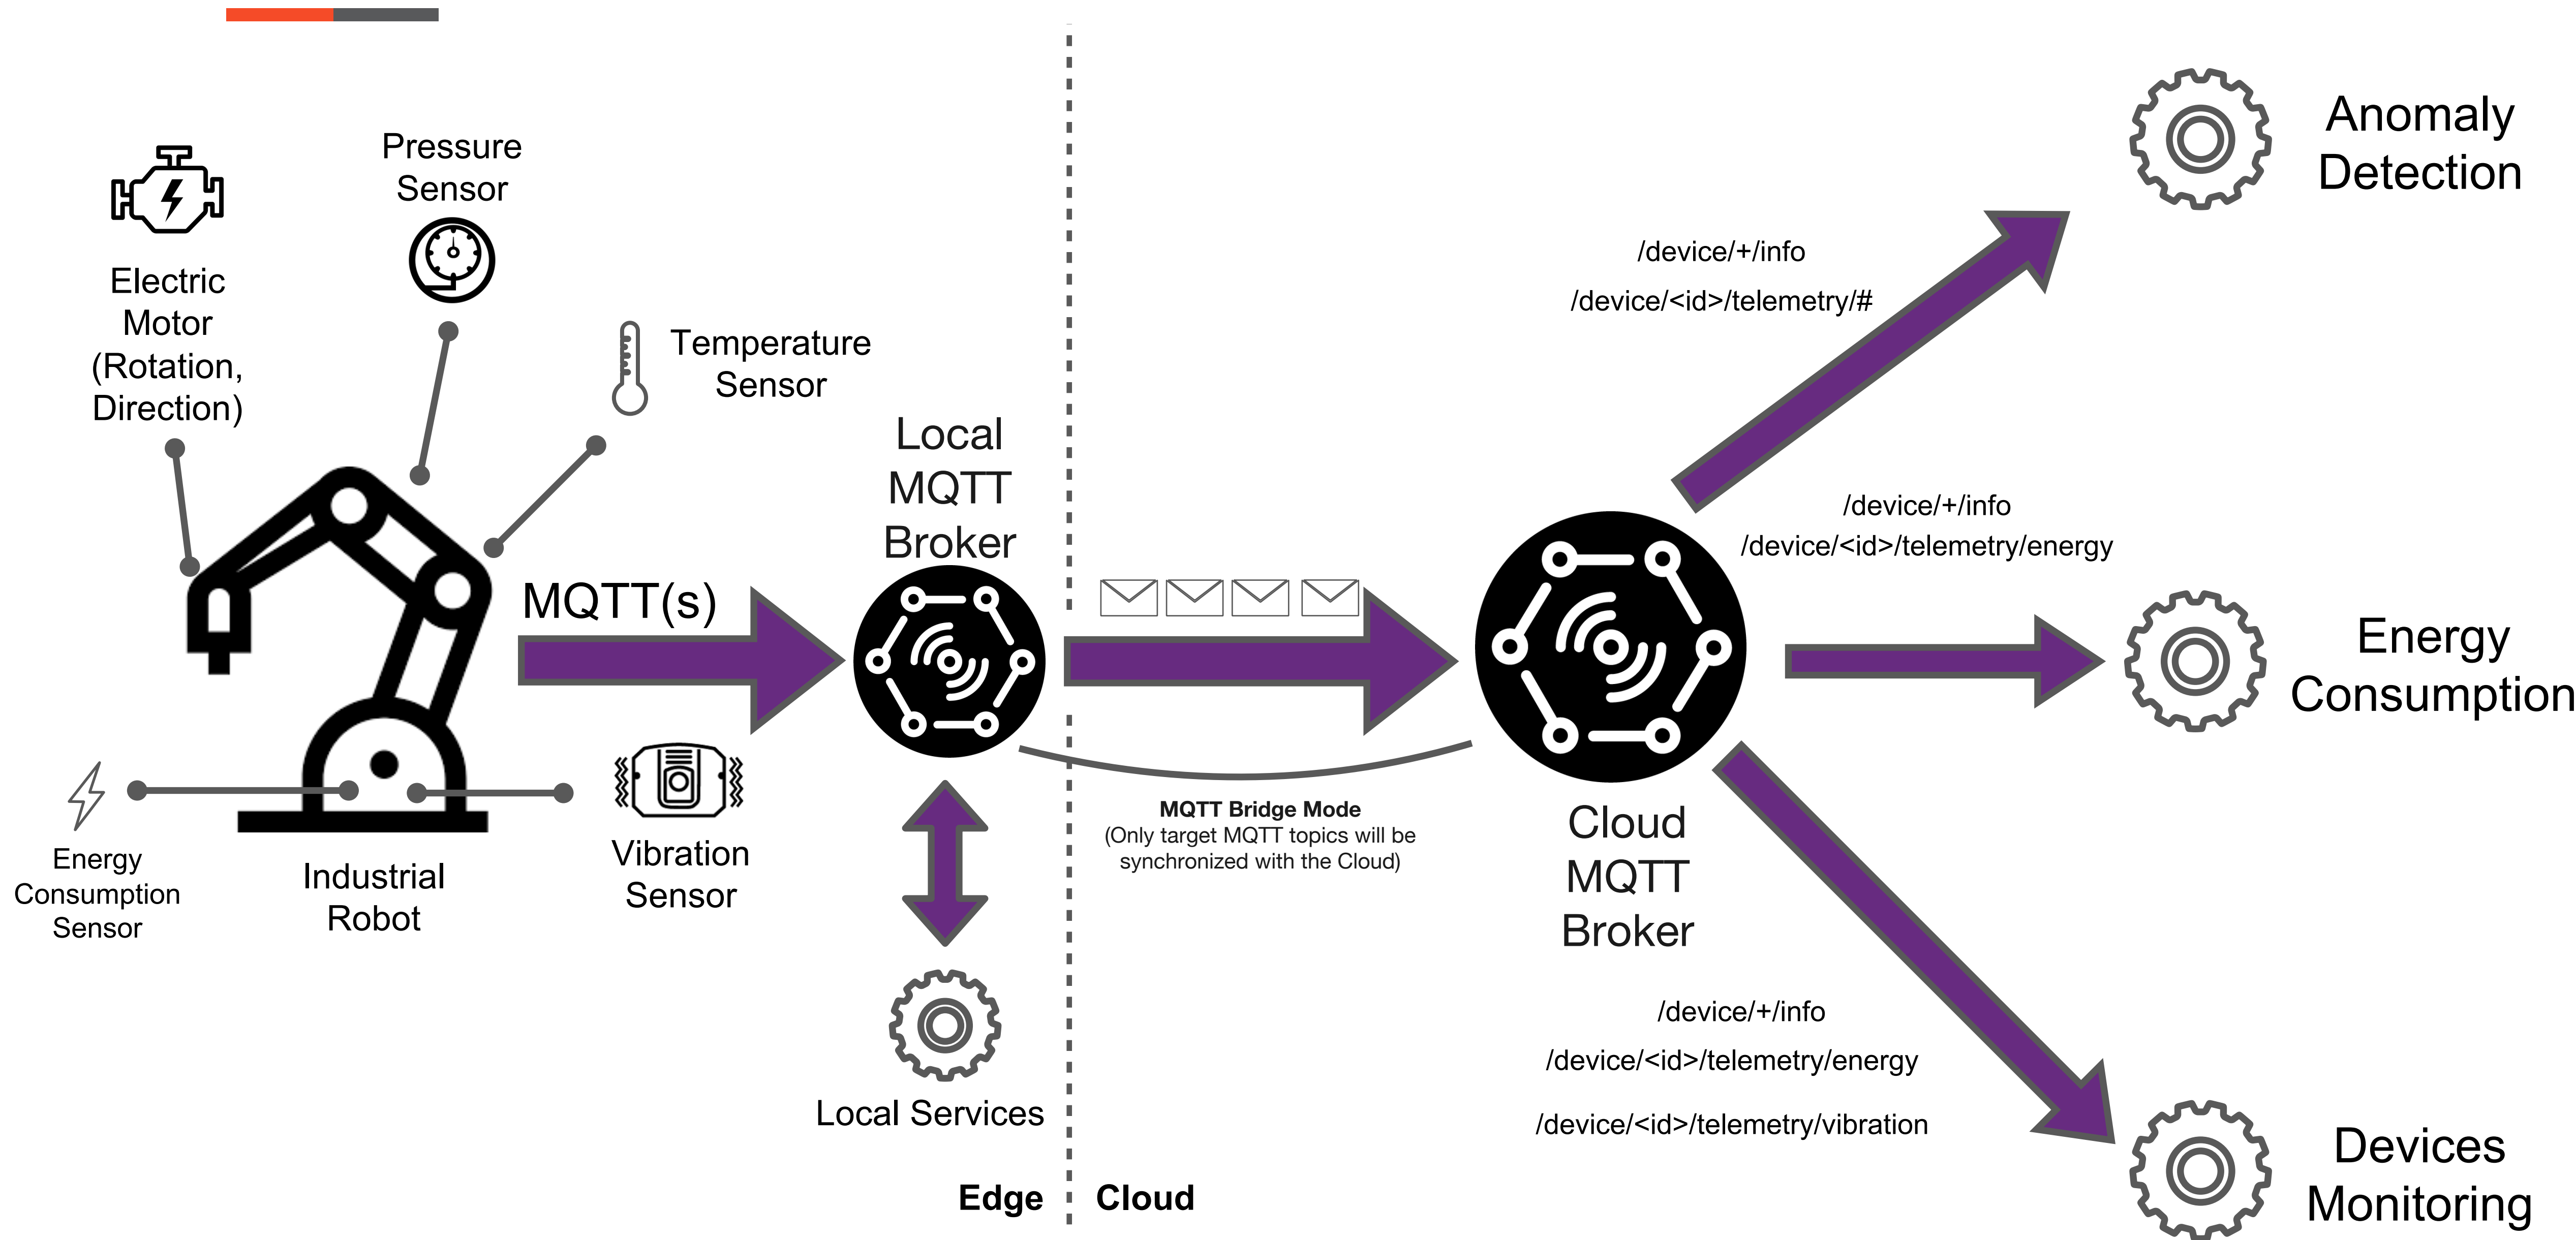 Pressure
Sensor
Electric
Motor
(Rotation,
Direction)
Temperature
Sensor
Local
MQTT
Broker
MQTT(s)
Energy
Consumption
Sensor
Industrial
Robot
Vibration
Sensor
Local Services
Edge
Cloud
MQTT Bridge Mode
(Only target MQTT topics will be
synchronized with the Cloud)
Cloud
MQTT
Broker
/device/+/info
/device/<id>/telemetry/#
Anomaly
Detection
/device/+/info
/device/<id>/telemetry/energy
Energy
Consumption
/device/+/info
/device/<id>/telemetry/energy
/device/<id>/telemetry/vibration
Devices
Monitoring